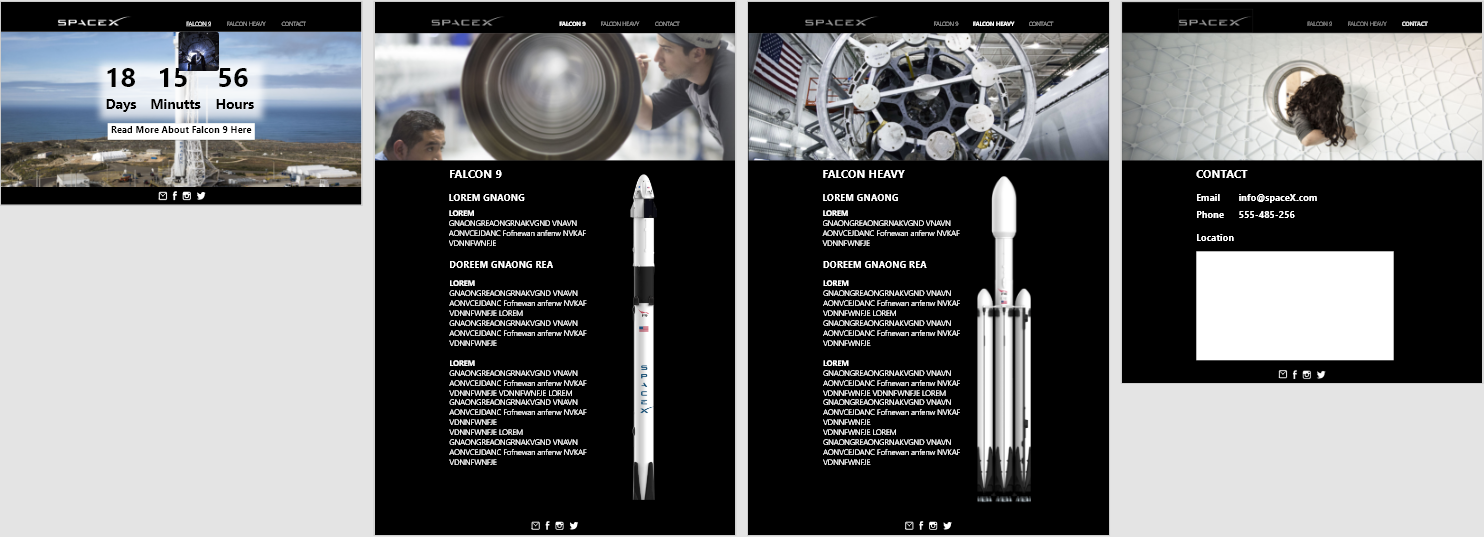 SPACEX
FALCON 9 FALCON HEAVY CONTACT
18 15 56
Days Minutts Hours
Read More About Falcon 9 Here
SPACEX
FALCON 9 FALCON HEAVY CONTACT
FALCON 9
LOREM GNAONG
LOREM
GNAONGREAONGRNAKVGND VNAVN
AONVCEJDANC Fofnewan anfenw NVKAF
VDNNFWNFJE
DOREEM GNAONG REA
LOREM
GNAONGREAONGRNAKVGND VNAVN
AONVCEJDANC Fofnewan anfenw NVKAF
VDNNFWNFJE LOREM
GNAONGREAONGRNAKVGND VNAVN
AONVCEJDANC Fofnewan anfenw NVKAF
VDNNFWNFJE
LOREM
GNAONGREAONGRNAKVGND VNAVN
AONVCEJDANC Fofnewan anfenw NVKAF
VDNNFWNFJE VDNNFWNFJE LOREM
GNAONGREAONGRNAKVGND VNAVN
AONVCEJDANC Fofnewan anfenw NVKAF
VDNNFWNFJE
VDNNFWNFJE LOREM
GNAONGREAONGRNAKVGND VNAVN
AONVCEJDANC Fofnewan anfenw NVKAF
VDNNFWNFJE
SPACEX
SPACEX
FALCON 9 FALCON HEAVY CONTACT
FALCON HEAVY
LOREM GNAONG
LOREM
GNAONGREAONGRNAKVGND VNAVN
AONVCEJDANC Fofnewan anfenw NVKAF
VDNNFWNFJE
DOREEM GNAONG REA
LOREM
GNAONGREAONGRNAKVGND VNAVN
AONVCEJDANC Fofnewan anfenw NVKAF
VDNNFWNFJE LOREM
GNAONGREAONGRNAKVGND VNAVN
AONVCEJDANC Fofnewan anfenw NVKAF
VDNNFWNFJE
LOREM
GNAONGREAONGRNAKVGND VNAVN
AONVCEJDANC Fofnewan anfenw NVKAF
VDNNFWNFJE VDNNFWNFJE LOREM
GNAONGREAONGRNAKVGND VNAVN
AONVCEJDANC Fofnewan anfenw NVKAF
VDNNFWNFJE
VDNNFWNFJE LOREM
GNAONGREAONGRNAKVGND VNAVN
AONVCEJDANC Fofnewan anfenw NVKAF
VDNNFWNFJE
FALCON 9 FALCON HEAVY CONTACT
CONTACT
Email info@spaceX.com
Phone 555-485-256
Location